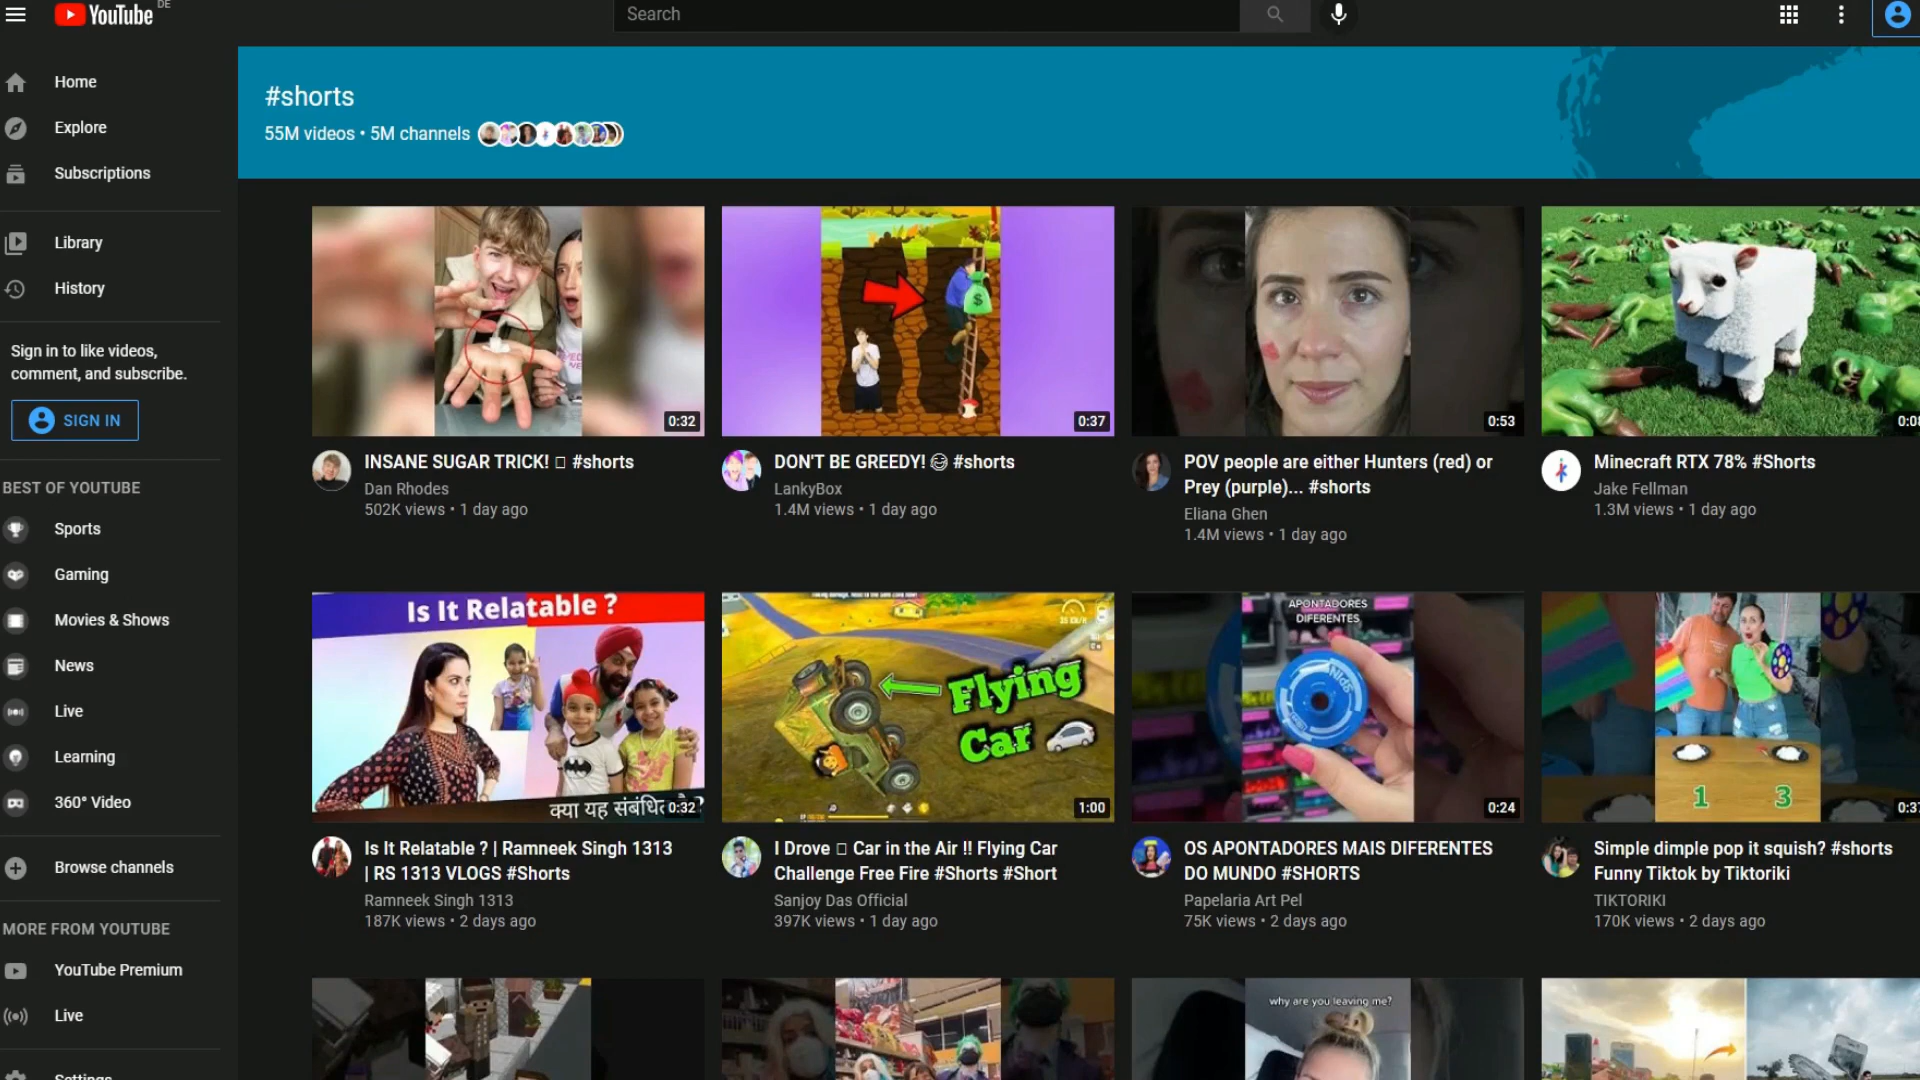 YouTube DE
Search
Home
Explore
Subscriptions
Library
History
Sign in to like videos,
comment, and subscribe.
SIGN IN
BEST OF YOUTUBE
Sports
Gaming
Movies & Shows
News
Live
Learning
360° Video
Browse channels
MORE FROM YOUTUBE
YouTube Premium
Live
Settings
#shorts
55M videos • 5M channels
0:32
INSANE SUGAR TRICK! #shorts
Dan Rhodes
502K views • 1 day ago
$
0:37
DON'T BE GREEDY! 😂 #shorts
LankyBox
1.4M views • 1 day ago
0:53
POV people are either Hunters (red) or
Prey (purple)... #shorts
Eliana Ghen
1.4M views • 1 day ago
Minecraft RTX 78% #Shorts
Jake Fellman
1.3M views • 1 day ago
Is It Relatable ?
क्या यह
0:32
Is It Relatable ? | Ramneek Singh 1313
| RS 1313 VLOGS #Shorts
Ramneek Singh 1313
187K views • 2 days ago
Flying
Car
1:00
I Drove Car in the Air !! Flying Car
Challenge Free Fire #Shorts #Short
Sanjoy Das Official
397K views • 1 day ago
APONTADORES
DIFERENTES
0:24
OS APONTADORES MAIS DIFERENTES
DO MUNDO #SHORTS
Papelaria Art Pel
75K views • 2 days ago
1 3
0:37
Simple dimple pop it squish? #shorts
Funny Tiktok by Tiktoriki
TIKTORIKI
170K views • 2 days ago
why are you leaving me?